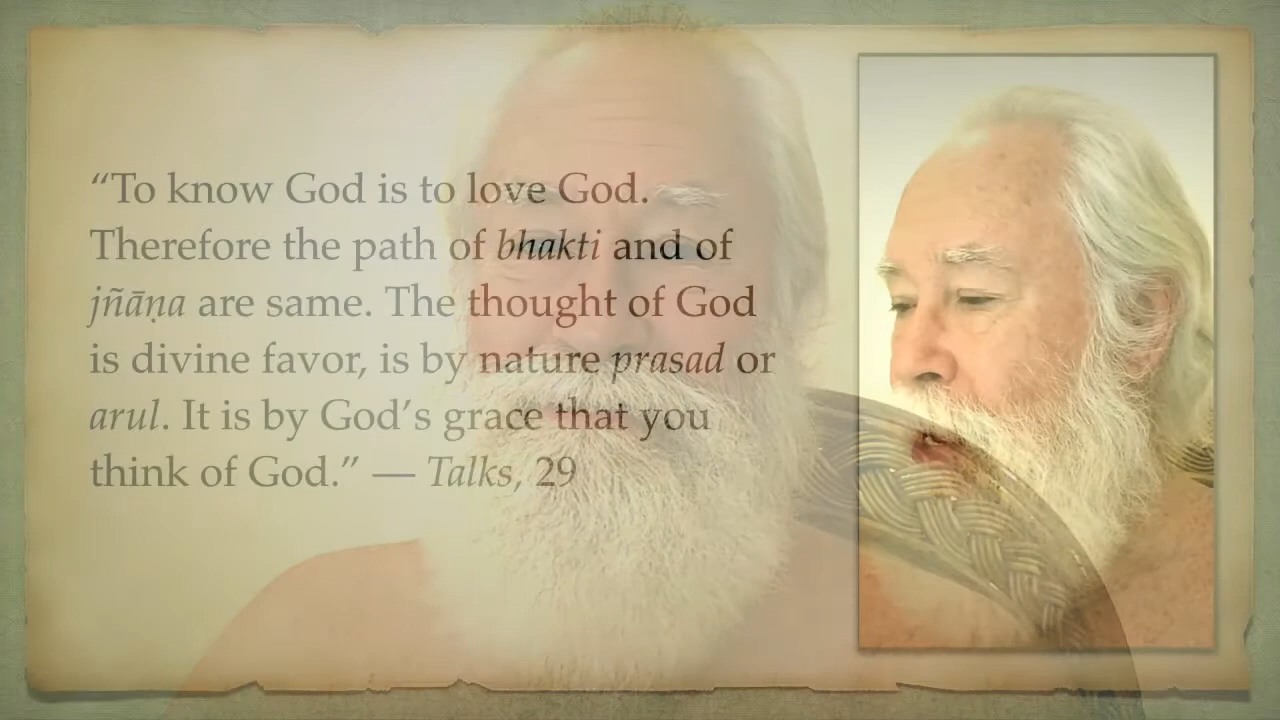 “To know God is to love God.
Therefore the path of bhakti and of
jñāṇa are same. The thought of God
is divine favor, is by nature prasad or
arul. It is by God’s grace that you
think of God.” — Talks, 29